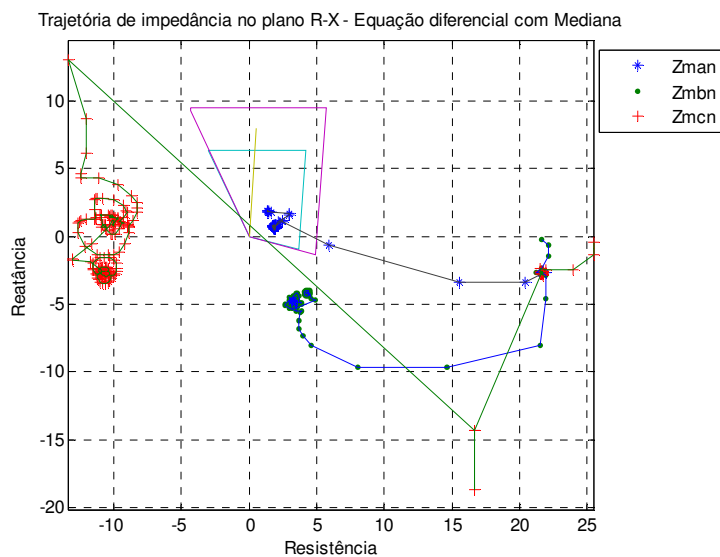 Trajetória de impedância no plano R-X - Equação diferencial com Mediana
Zman
Zmbn
Zmcn
10
5
0
-5
-10
-15
-20
Reatância
-10
-5
0
5
10
15
20
25
Resistência